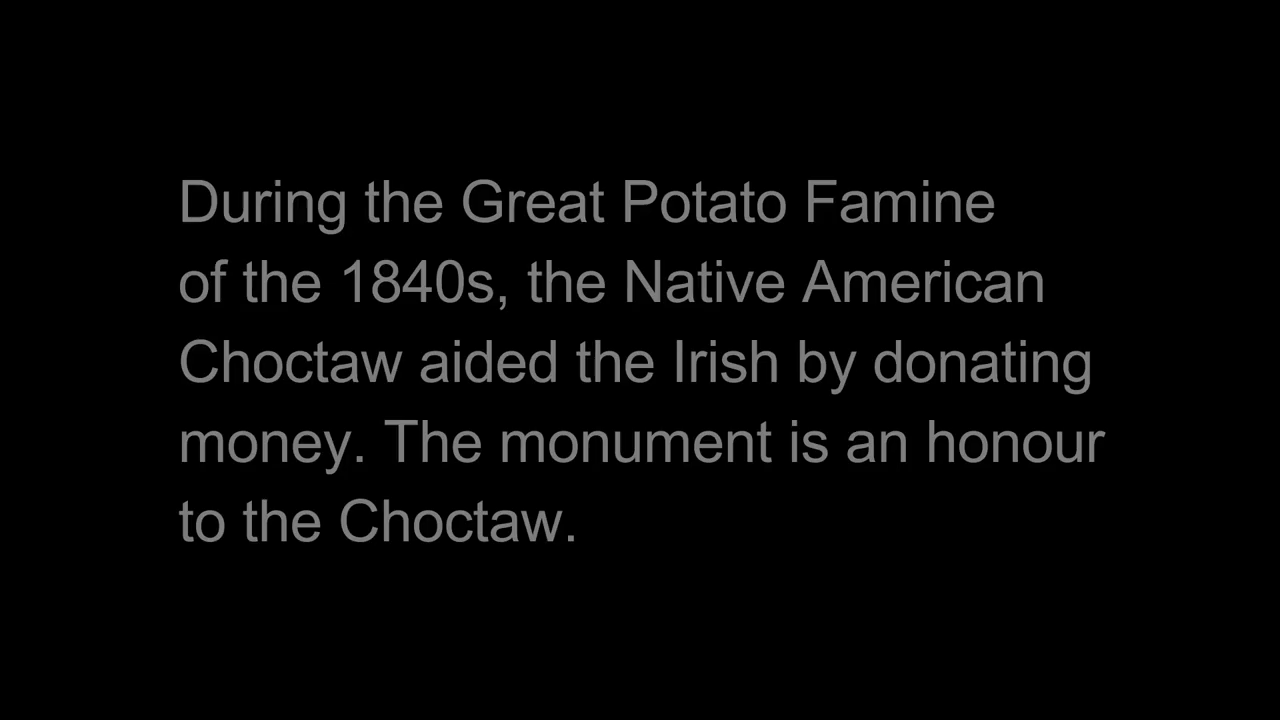 During the Great Potato Famine
of the 1840s, the Native American
Choctaw aided the Irish by donating
money. The monument is an honour
to the Choctaw.